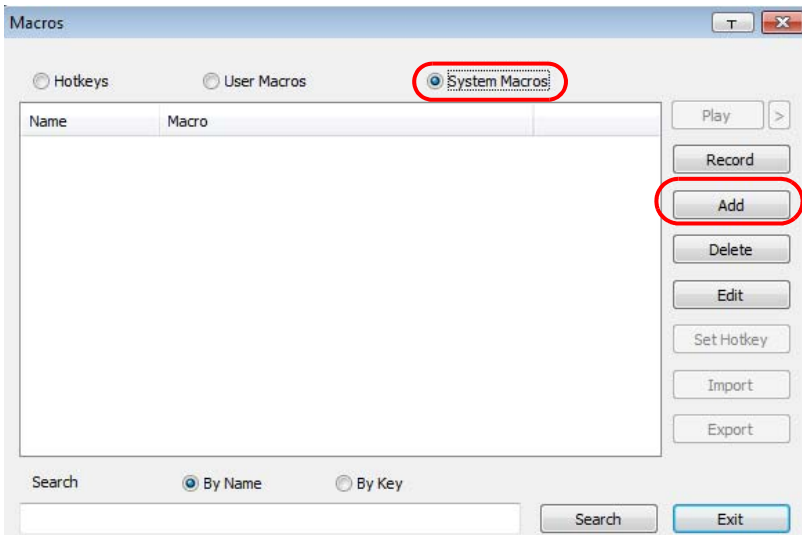 Macros
Hotkeys User Macros System Macros
Name Macro
Play >
Record
Add
Delete
Edit
Set Hotkey
Import
Export
Search By Name By Key
Search Exit